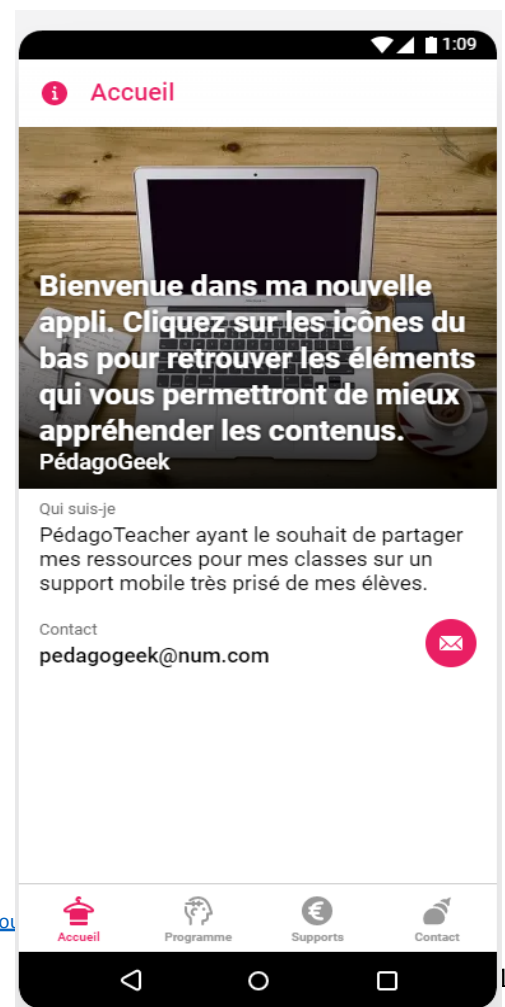 1:09
Accueil
Bienvenue dans ma nouvelle
appli. Cliquez sur les icônes du
bas pour retrouver les éléments
qui vous permettront de mieux
appréhender les contenus.
PédagoGeek
Qui suis-je
PédagoTeacher ayant le souhait de partager
mes ressources pour mes classes sur un
support mobile très prisé de mes élèves.
Contact
pedagogeek@num.com
Accueil Programme Supports Contact